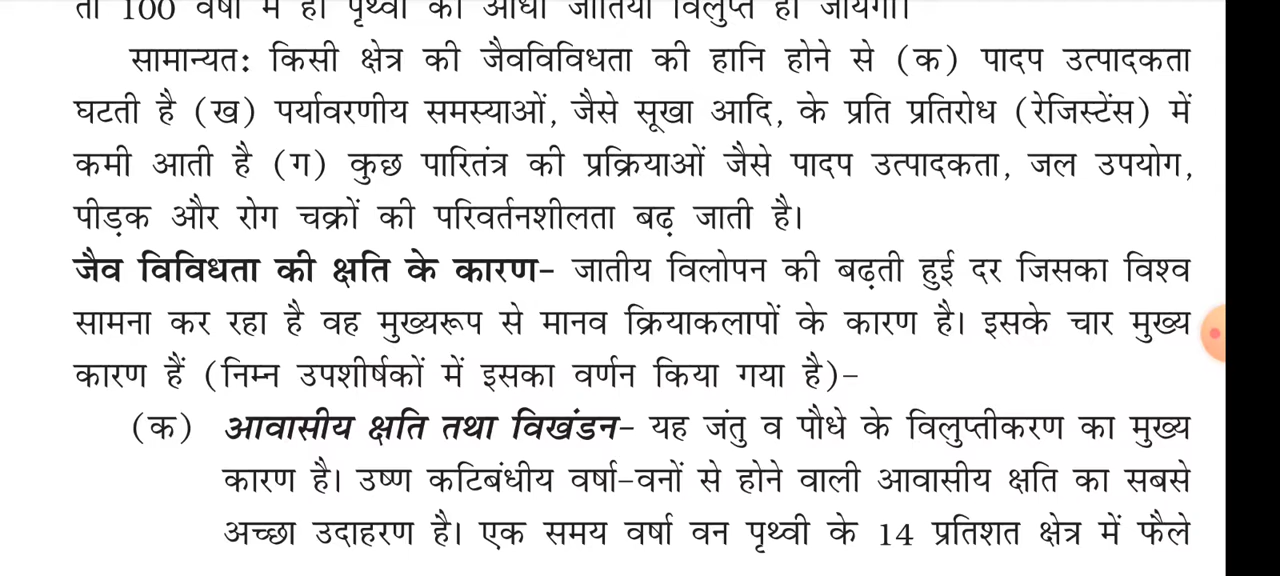 तो 100 वर्षों में ही पृथ्वी की आधी जातियाँ विलुप्त हो जायेंगी।
सामान्यतः किसी क्षेत्र की जैवविविधता की हानि होने से (क) पादप उत्पादकता
घटती है (ख) पर्यावरणीय समस्याओं, जैसे सूखा आदि, के प्रति प्रतिरोध (रेजिस्टेंस) में
कमी आती है (ग) कुछ पारितंत्र की प्रक्रियाओं जैसे पादप उत्पादकता, जल उपयोग,
पीड़क और रोग चक्रों की परिवर्तनशीलता बढ़ जाती है।
जैव विविधता की क्षति के कारण– जातीय विलोपन की बढ़ती हुई दर जिसका विश्व
सामना कर रहा है वह मुख्यरूप से मानव क्रियाकलापों के कारण है। इसके चार मुख्य
कारण हैं (निम्न उपशीर्षकों में इसका वर्णन किया गया है)–
(क) आवासीय क्षति तथा विखंडन– यह जंतु व पौधे के विलुप्तीकरण का मुख्य
कारण है। उष्ण कटिबंधीय वर्षा–वनों से होने वाली आवासीय क्षति का सबसे
अच्छा उदाहरण है। एक समय वर्षा वन पृथ्वी के 14 प्रतिशत क्षेत्र में फैले